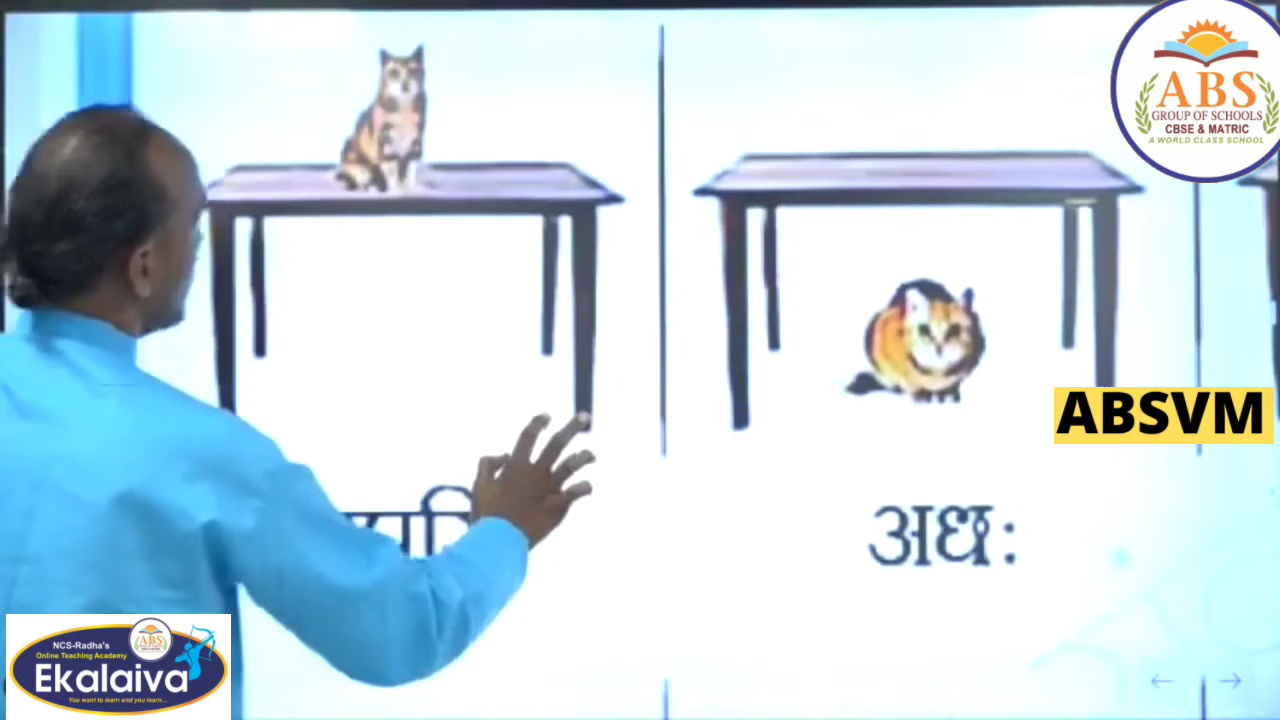 ABS
GROUP OF SCHOOLS
CBSE & MATRIC
A WORLD CLASS SCHOOL
ABSVM
अधः
NCS-Radha's
Online Teaching Academy
ABS
Ekalaiva
You want to learn and you learn...